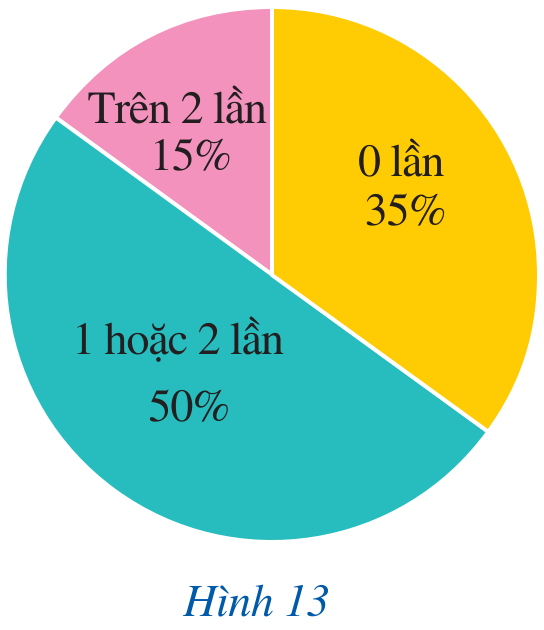 Trên 2 lần
15%
0 lần
35%
1 hoặc 2 lần
50%
Hình 13